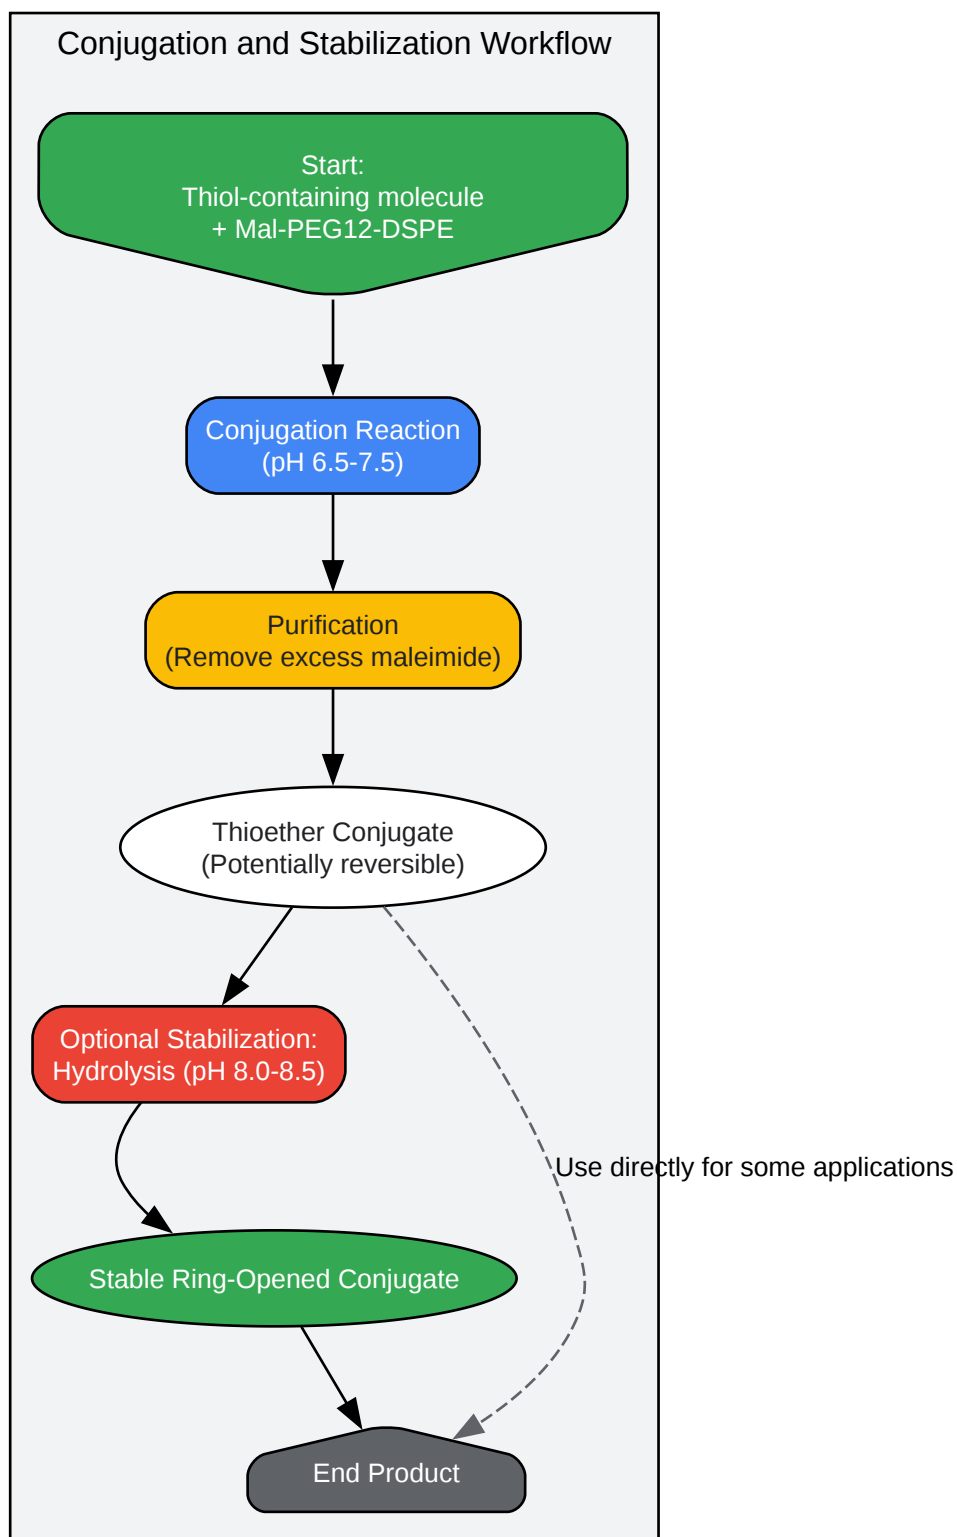 Conjugation and Stabilization Workflow
Start:
Thiol-containing molecule
+ Mal-PEG12-DSPE
Conjugation Reaction
(pH 6.5-7.5)
Purification
(Remove excess maleimide)
Thioether Conjugate
(Potentially reversible)
Optional Stabilization:
Hydrolysis (pH 8.0-8.5)
Use directly for some applications
Stable Ring-Opened Conjugate
End Product